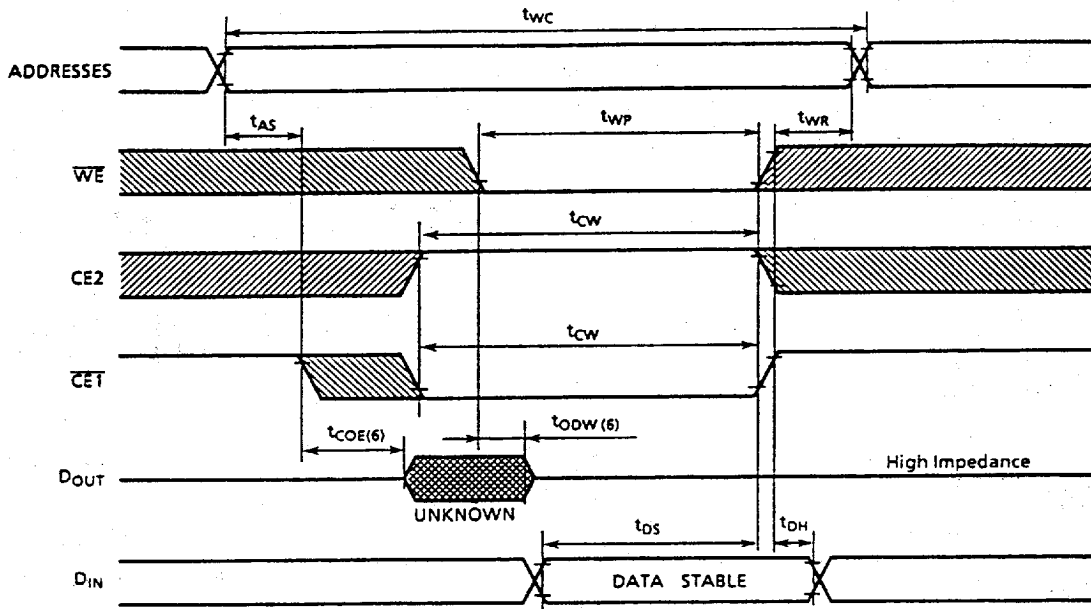 tWC
ADDRESSES
tAS
tWP
tWR
WE
tCW
CE2
tCW
CE1
tCOE(6)
tODW(6)
DOUT
High Impedance
UNKNOWN
tDS
tDH
DIN
DATA STABLE